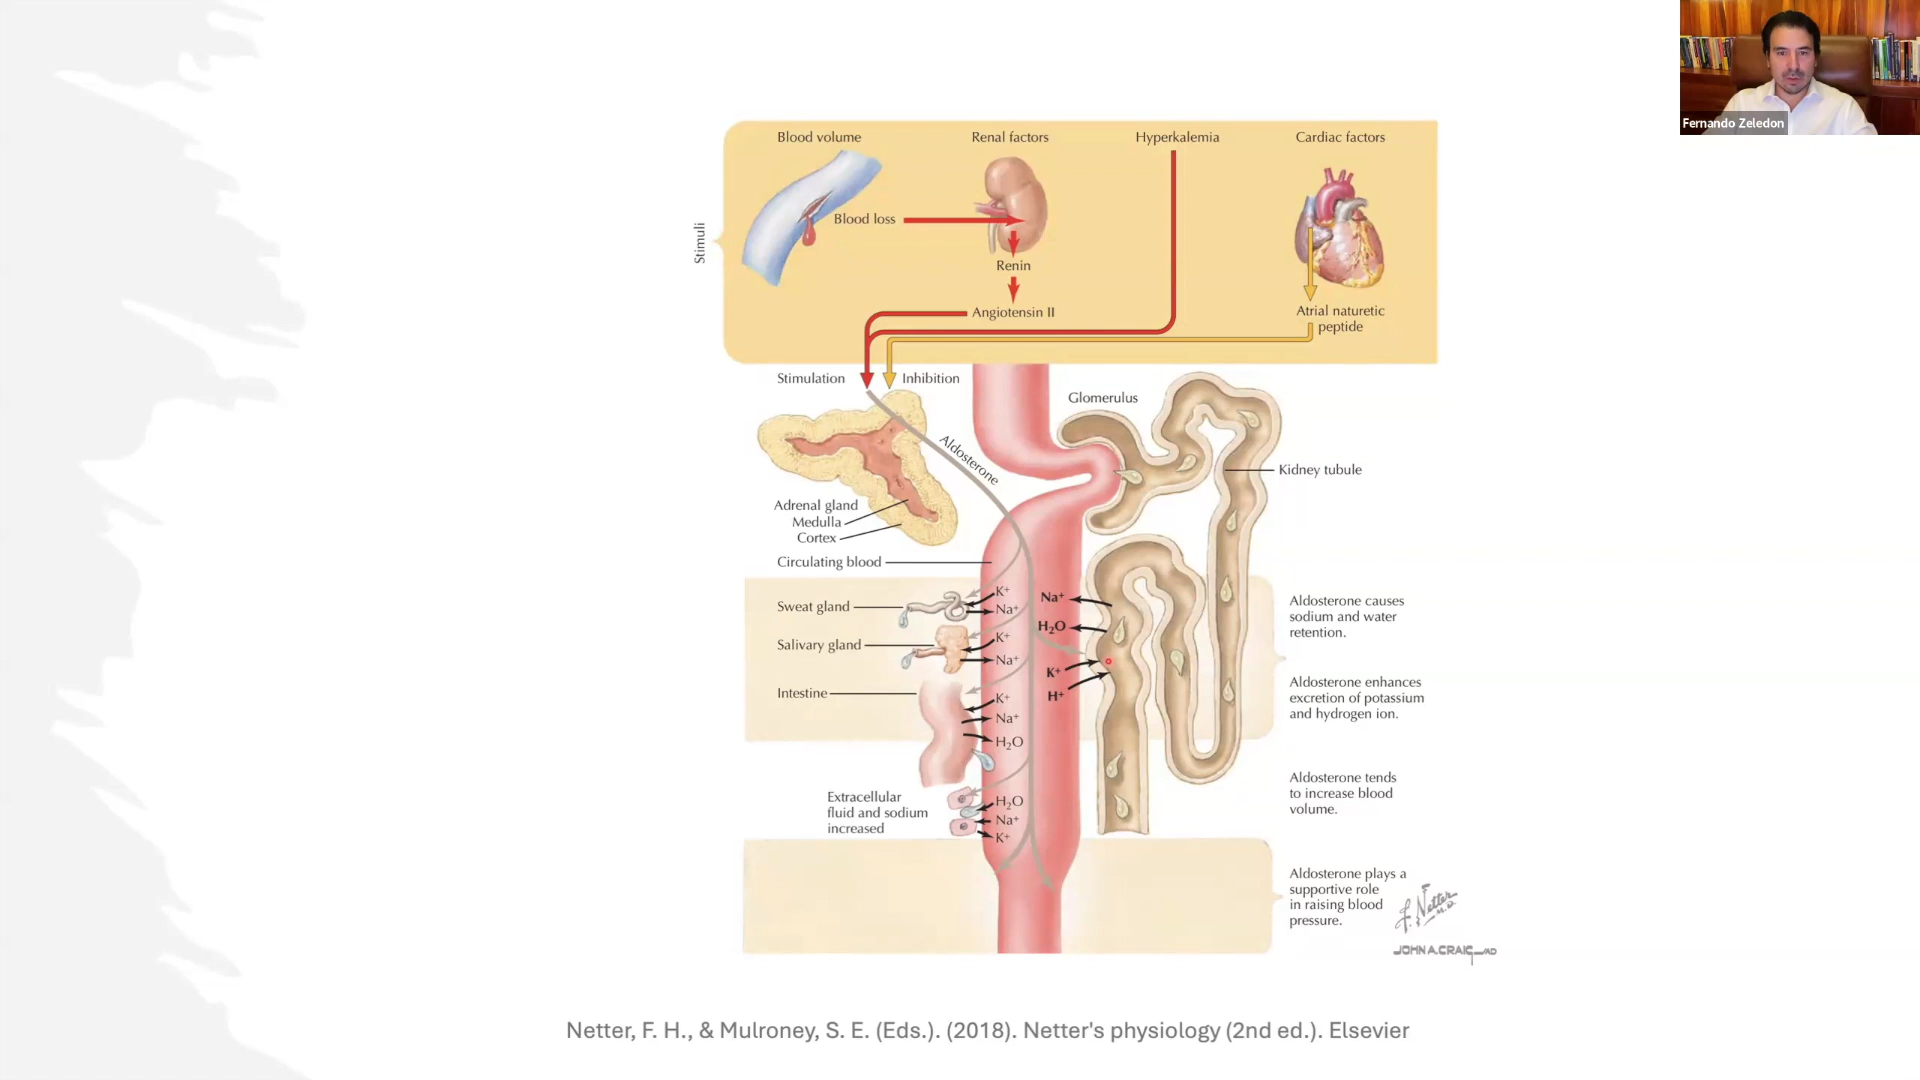 Fernando Zeledon
Blood volume
Renal factors
Hyperkalemia
Cardiac factors
Stimuli
Blood loss
Renin
Angiotensin II
Atrial naturetic
peptide
Stimulation
Inhibition
Glomerulus
Aldosterone
Kidney tubule
Adrenal gland
Medulla
Cortex
Circulating blood
Sweat gland
K+
Na+
Na+
H2O
K+
H+
Salivary gland
K+
Na+
Intestine
K+
Na+
H2O
Extracellular
fluid and sodium
increased
H2O
Na+
K+
Aldosterone causes
sodium and water
retention.
Aldosterone enhances
excretion of potassium
and hydrogen ion.
Aldosterone tends
to increase blood
volume.
Aldosterone plays a
supportive role
in raising blood
pressure.
F. Netter
M.D.
JOHN A. CRAIG MD
Netter, F. H., & Mulroney, S. E. (Eds.). (2018). Netter's physiology (2nd ed.). Elsevier